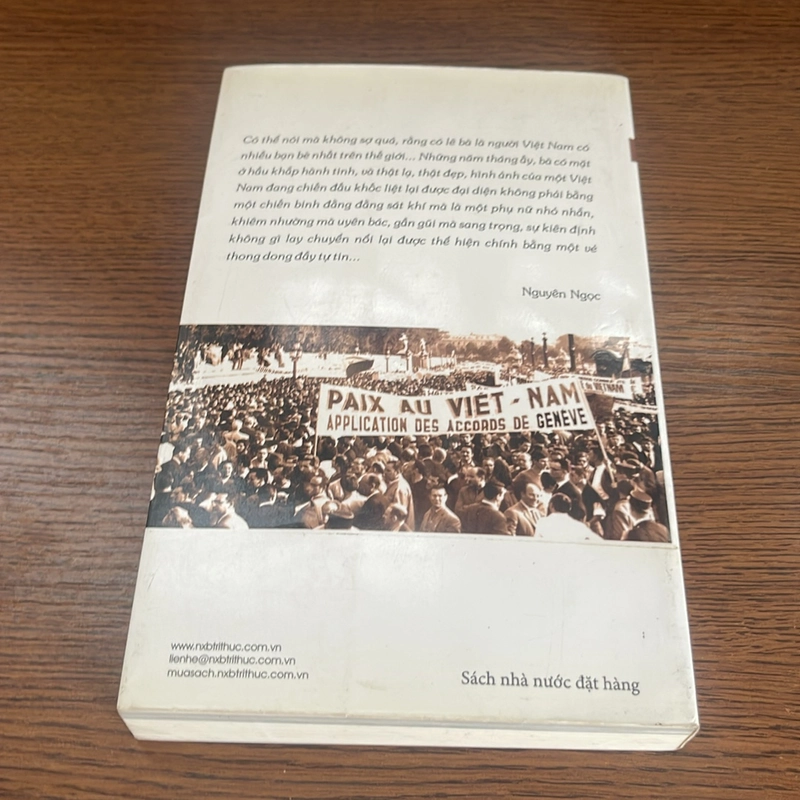 Có thể nói mà không sợ quá, rằng có lẽ bà là người Việt Nam có
nhiều bạn bè nhất trên thế giới... Những năm tháng ấy, bà có mặt
ở hầu khắp hành tinh, và thật lạ, thật đẹp, hình ảnh của một Việt
Nam đang chiến đấu khốc liệt lại được đại diện không phải bằng
một chiến binh đằng đằng sát khí mà là một phụ nữ nhỏ nhắn,
khiêm nhường mà uyên bác, gần gũi mà sang trọng, sự kiên định
không gì lay chuyển nổi lại được thể hiện chính bằng một vẻ
thong dong đầy tự tin...
Nguyên Ngọc
PAIX AU VIÊT-NAM
APPLICATION DES ACCORDS DE GENEVE
VIETNAM
www.nxbtrithuc.com.vn
lienhe@nxbtrithuc.com.vn
muasach.nxbtrithuc.com.vn
Sách nhà nước đặt hàng